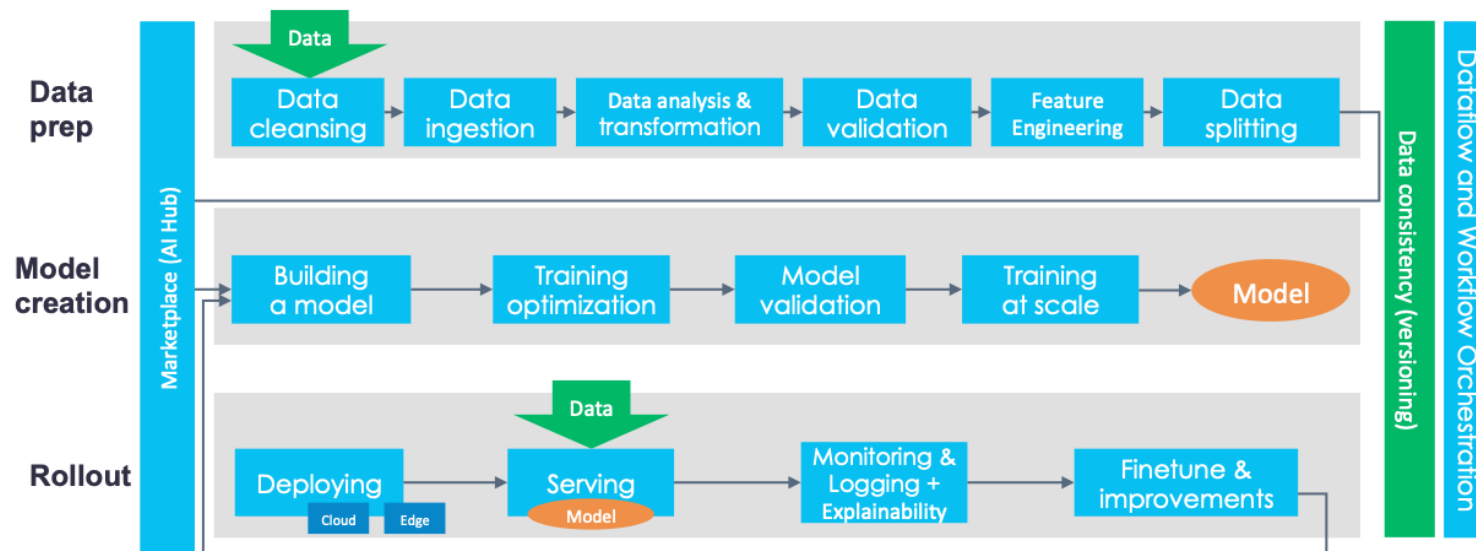 Data
prep
Marketplace (AI Hub)
Data
Data
cleansing
Data
ingestion
Data analysis &
transformation
Data
validation
Feature
Engineering
Data
splitting
Model
creation
Building
a model
Training
optimization
Model
validation
Training
at scale
Model
Rollout
Data
Deploying
Cloud
Edge
Serving
Model
Monitoring &
Logging +
Explainability
Finetune &
improvements
Data consistency (versioning)
Dataflow and Workflow Orchestration